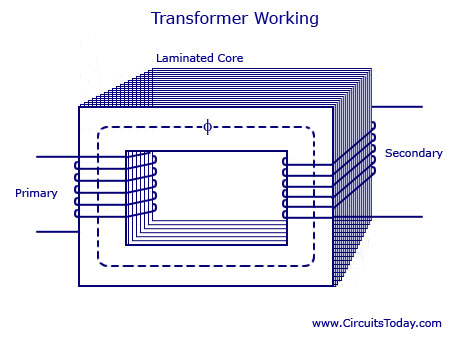 Transformer Working
Laminated Core
ϕ
Secondary
Primary
www.CircuitsToday.com